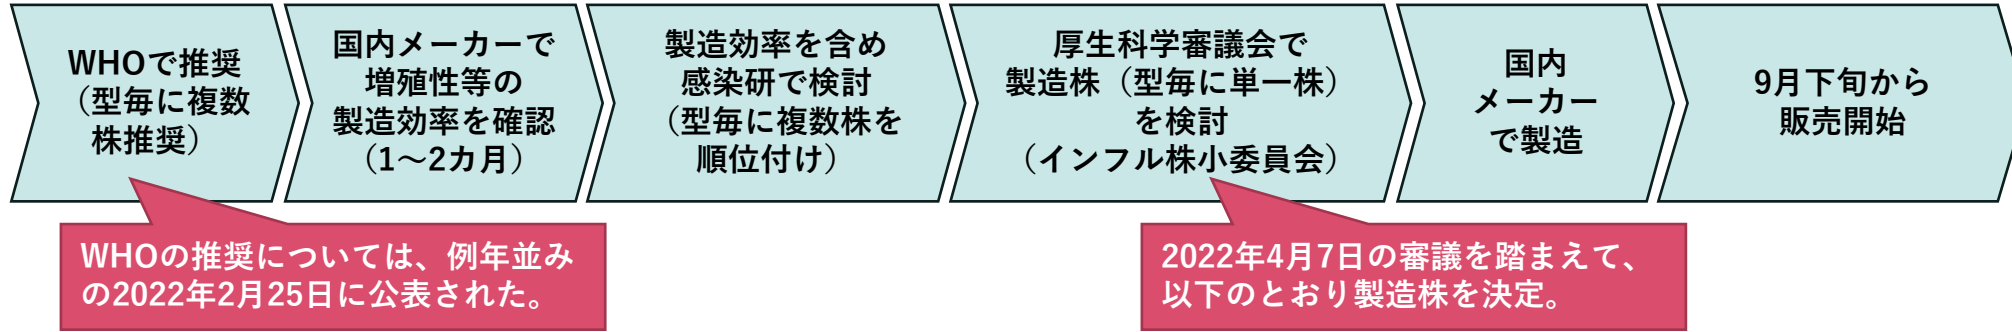 WHOで推奨
（型毎に複数
株推奨）
国内メーカーで
増殖性等の
製造効率を確認
（1～2カ月）
製造効率を含め
感染研で検討
（型毎に複数株を
順位付け）
厚生科学審議会で
製造株（型毎に単一株）
を検討
（インフル株小委員会）
国内
メーカー
で製造
9月下旬から
販売開始
WHOの推奨については、例年並み
の2022年2月25日に公表された。
2022年4月7日の審議を踏まえて、
以下のとおり製造株を決定。